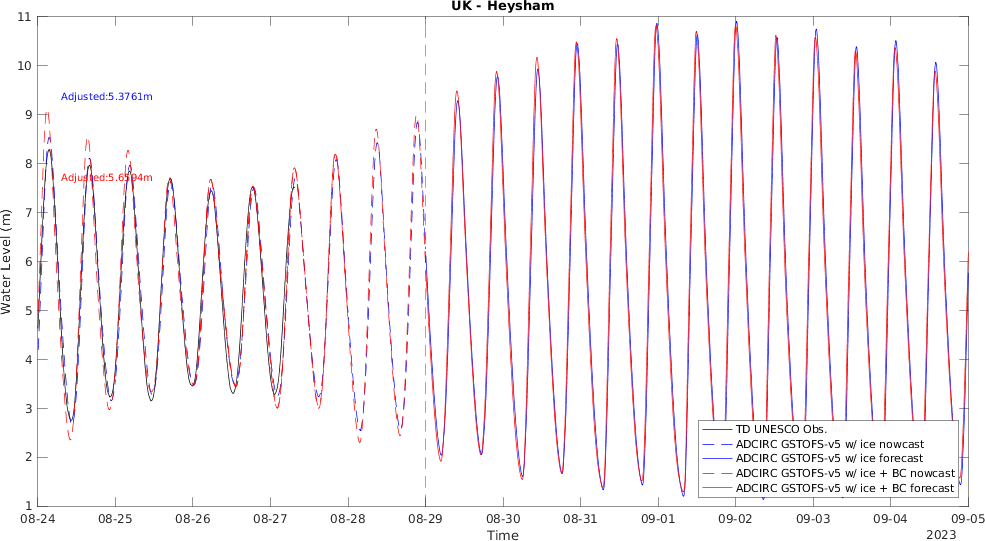 UK - Heysham
11
10
9
8
7
6
5
4
3
2
1
Water Level (m)
Adjusted:5.3761m
Adjusted:5.6594m
TD UNESCO Obs.
ADCIRC GSTOFS-v5 w/ ice nowcast
ADCIRC GSTOFS-v5 w/ ice forecast
ADCIRC GSTOFS-v5 w/ ice + BC nowcast
ADCIRC GSTOFS-v5 w/ ice + BC forecast
08-24 08-25 08-26 08-27 08-28 08-29 08-30 08-31 09-01 09-02 09-03 09-04 09-05
Time
2023